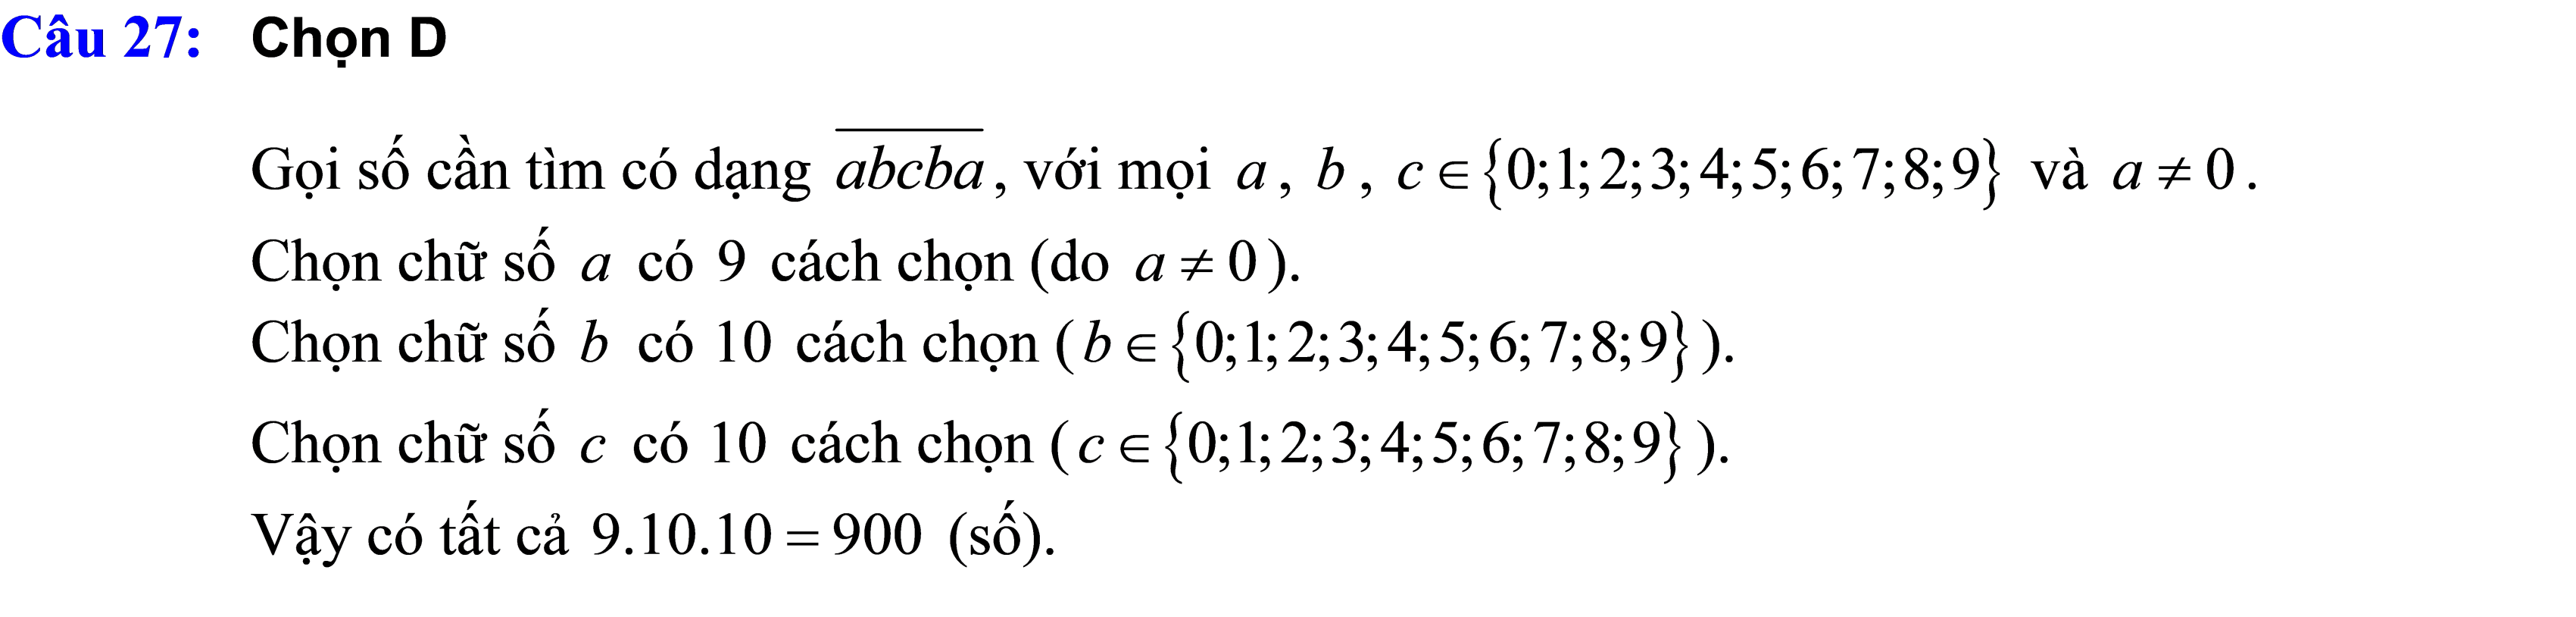 Câu 27: Chọn D
Gọi số cần tìm có dạng \overline{abcba}, với mọi a, b, c ∈ {0;1;2;3;4;5;6;7;8;9} và a ≠ 0.
Chọn chữ số a có 9 cách chọn (do a ≠ 0).
Chọn chữ số b có 10 cách chọn (b ∈ {0;1;2;3;4;5;6;7;8;9}).
Chọn chữ số c có 10 cách chọn (c ∈ {0;1;2;3;4;5;6;7;8;9}).
Vậy có tất cả 9.10.10 = 900 (số).